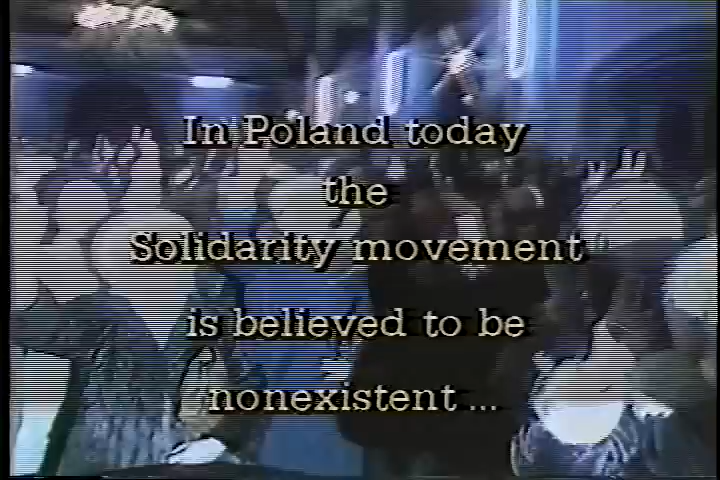 In Poland today
the
Solidarity movement
is believed to be
nonexistent ...